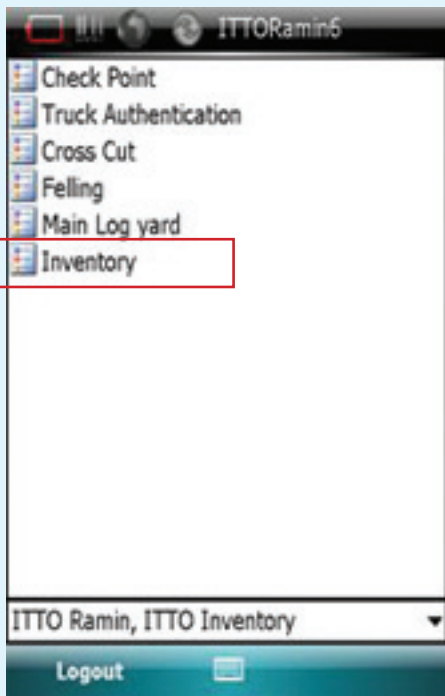 ITTORamin6
Check Point
Truck Authentication
Cross Cut
Felling
Main Log yard
Inventory
ITTO Ramin, ITTO Inventory
Logout